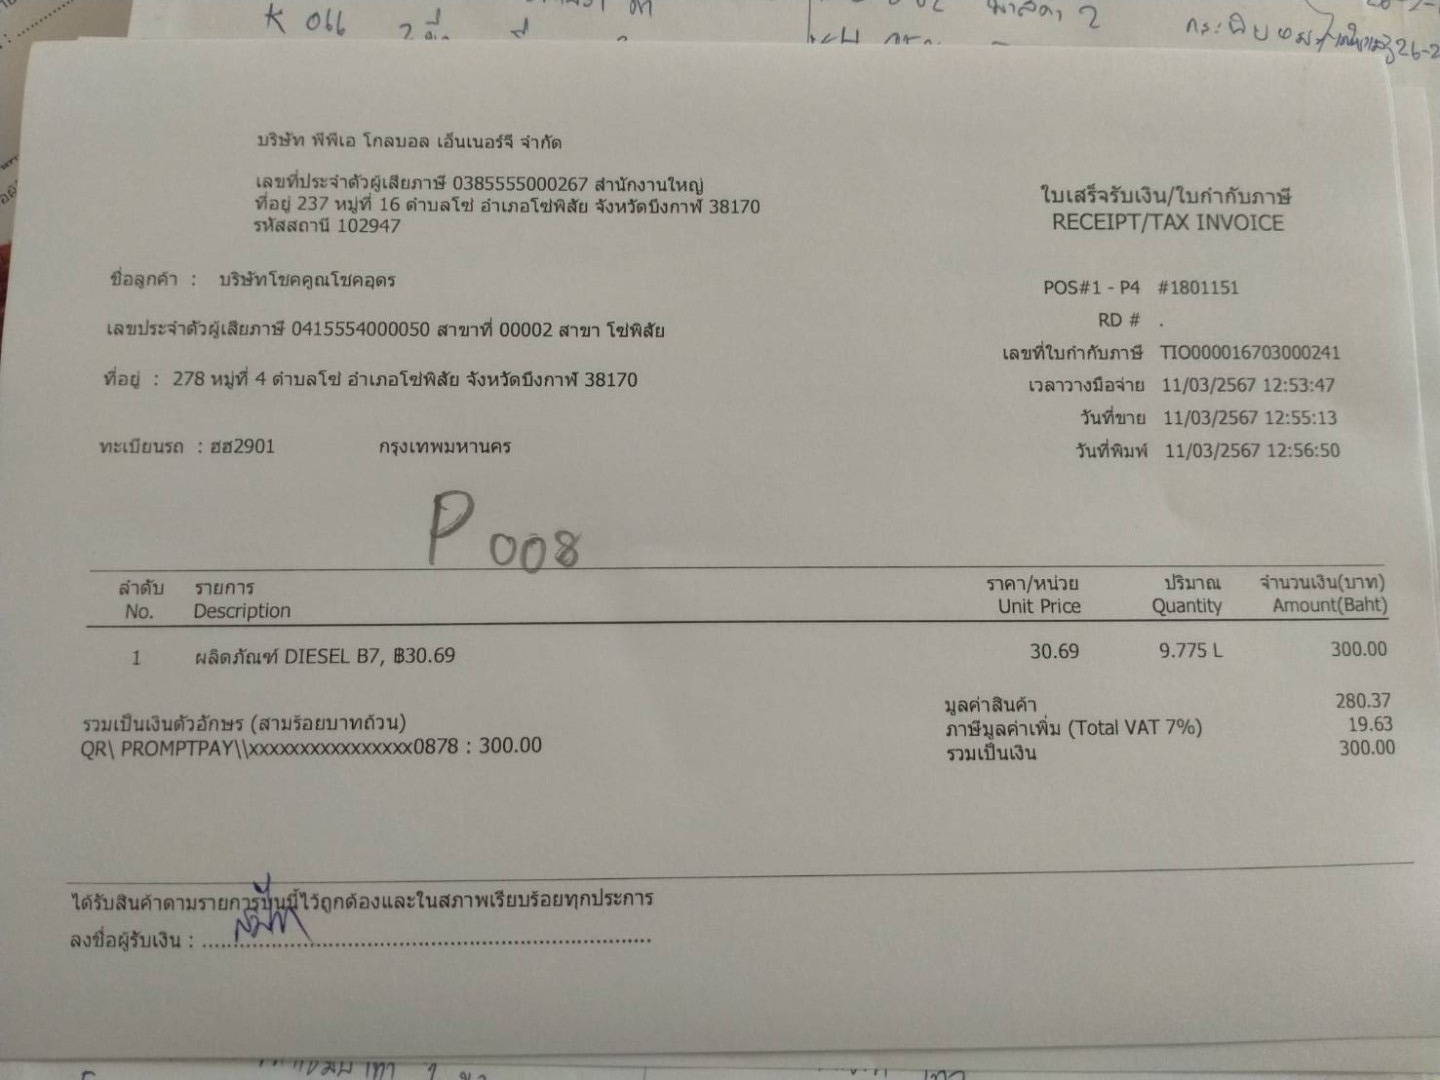 K 011
บริษัท พีพีเอ โกลบอล เอ็นเนอร์จี จำกัด
เลขที่ประจำตัวผู้เสียภาษี 0385555000267 สำนักงานใหญ่
ที่อยู่ 237 หมู่ที่ 16 ตำบลโซ่ อำเภอโซ่พิสัย จังหวัดบึงกาฬ 38170
รหัสสถานี 102947
ใบเสร็จรับเงิน/ใบกำกับภาษี
RECEIPT/TAX INVOICE
ชื่อลูกค้า : บริษัทโชคคูณโชคอุดร
เลขประจำตัวผู้เสียภาษี 0415554000050 สาขาที่ 00002 สาขา โซ่พิสัย
ที่อยู่ : 278 หมู่ที่ 4 ตำบลโซ่ อำเภอโซ่พิสัย จังหวัดบึงกาฬ 38170
ทะเบียนรถ : ฮฮ2901 กรุงเทพมหานคร
POS#1 - P4 #1801151
RD # .
เลขที่ใบกำกับภาษี TIO000016703000241
เวลาวางมือจ่าย 11/03/2567 12:53:47
วันที่ขาย 11/03/2567 12:55:13
วันที่พิมพ์ 11/03/2567 12:56:50
P 008
ลำดับ รายการ ราคา/หน่วย ปริมาณ จำนวนเงิน(บาท)
No. Description Unit Price Quantity Amount(Baht)
1 ผลิตภัณฑ์ DIESEL B7, ฿30.69 30.69 9.775 L 300.00
มูลค่าสินค้า 280.37
รวมเป็นเงินตัวอักษร (สามร้อยบาทถ้วน) ภาษีมูลค่าเพิ่ม (Total VAT 7%) 19.63
QR\ PROMPTPAY\\xxxxxxxxxxxxxxxx0878 : 300.00 รวมเป็นเงิน 300.00
ได้รับสินค้าตามรายการปั๊มนี้ไว้ถูกต้องและในสภาพเรียบร้อยทุกประการ
ลงชื่อผู้รับเงิน :